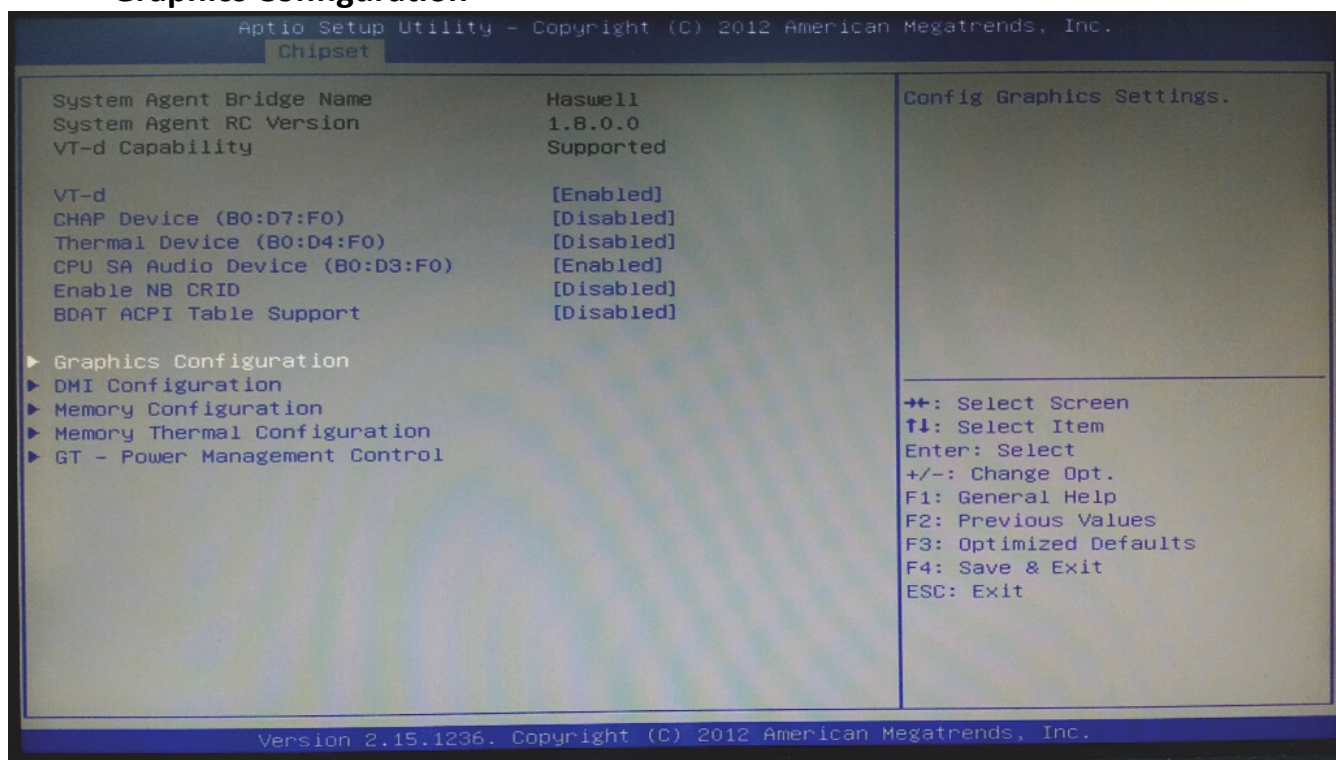 Graphics Configuration
Aptio Setup Utility – Copyright (C) 2012 American Megatrends, Inc.
Chipset
System Agent Bridge Name Haswell
System Agent RC Version 1.8.0.0
VT-d Capability Supported
VT-d [Enabled]
CHAP Device (B0:D7:F0) [Disabled]
Thermal Device (B0:D4:F0) [Disabled]
CPU SA Audio Device (B0:D3:F0) [Enabled]
Enable NB CRID [Disabled]
BDAT ACPI Table Support [Disabled]
▶ Graphics Configuration
▶ DMI Configuration
▶ Memory Configuration
▶ Memory Thermal Configuration
▶ GT – Power Management Control
Config Graphics Settings.
→←: Select Screen
↑↓: Select Item
Enter: Select
+/-: Change Opt.
F1: General Help
F2: Previous Values
F3: Optimized Defaults
F4: Save & Exit
ESC: Exit
Version 2.15.1236. Copyright (C) 2012 American Megatrends, Inc.